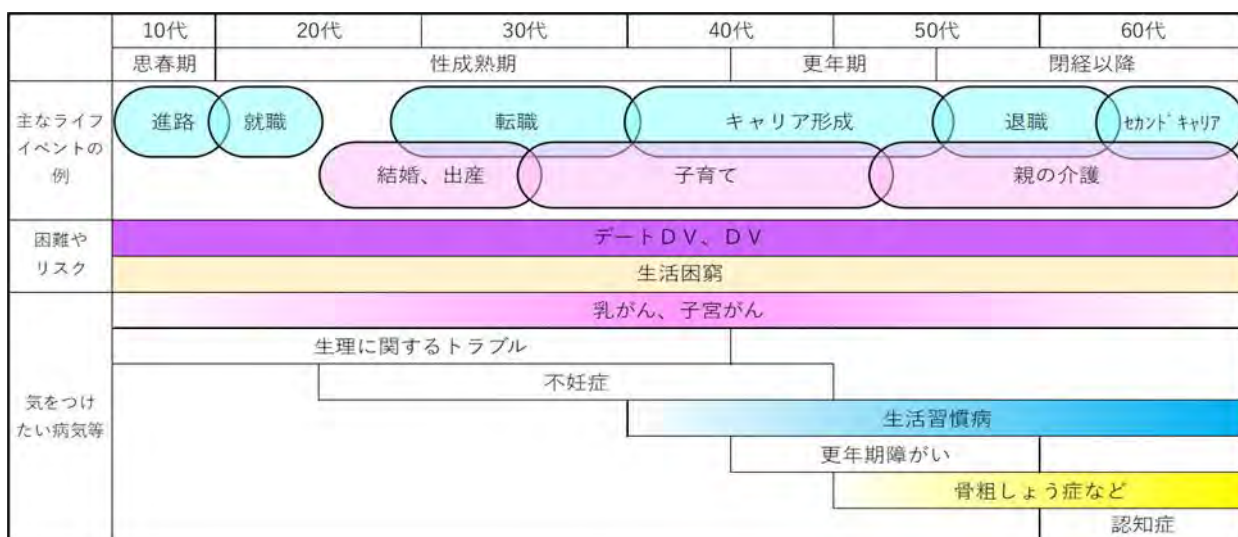 10代 20代 30代 40代 50代 60代
思春期 性成熟期 更年期 閉経以降
主なライフ
イベントの
例
進路 就職 転職 キャリア形成 退職 セカンドキャリア
結婚、出産 子育て 親の介護
困難や
リスク
デートDV、DV
生活困窮
気をつけ
たい病気等
乳がん、子宮がん
生理に関するトラブル
不妊症
生活習慣病
更年期障がい
骨粗しょう症など
認知症